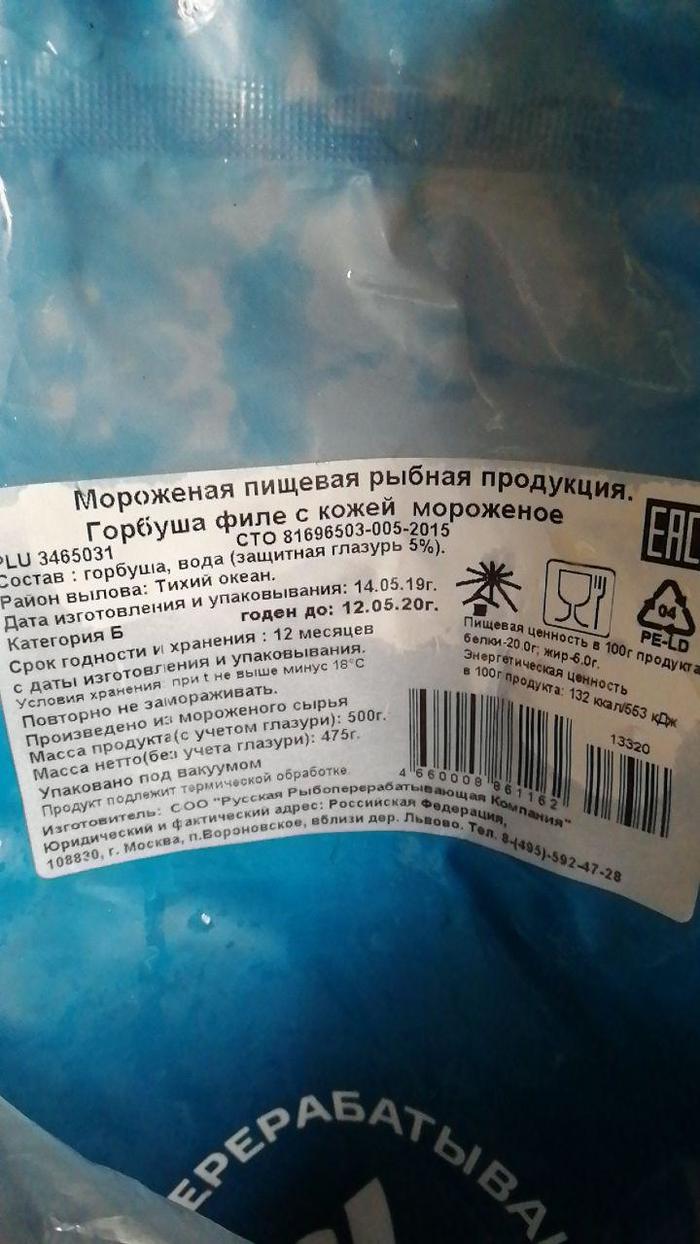 Мороженая пищевая рыбная продукция.
Горбуша филе с кожей мороженое
PLU 3465031
СТО 81696503-005-2015
Состав : горбуша, вода (защитная глазурь 5%).
Район вылова: Тихий океан.
Дата изготовления и упаковывания: 14.05.19г.
годен до: 12.05.20г.
Категория Б
Срок годности и хранения : 12 месяцев
с даты изготовления и упаковывания.
Условия хранения: при t не выше минус 18°С
Повторно не замораживать.
Произведено из мороженого сырья
Масса продукта(с учетом глазури): 500г.
Масса нетто(без учета глазури): 475г.
Упаковано под вакуумом
Продукт подлежит термической обработке
Изготовитель: СОО "Русская Рыбоперерабатывающая Компания"
Юридический и фактический адрес: Российская Федерация,
108830, г. Москва, п.Вороновское, вблизи дер. Львово. Тел. 8-(495)-592-47-28
EAC
04
PE-LD
Пищевая ценность в 100г продукта
белки-20.0г; жир-6.0г.
Энергетическая ценность
в 100г продукта: 132 ккал/553 кДж
13320
4 660008 861162
ЕРЕРАБАТЫВА